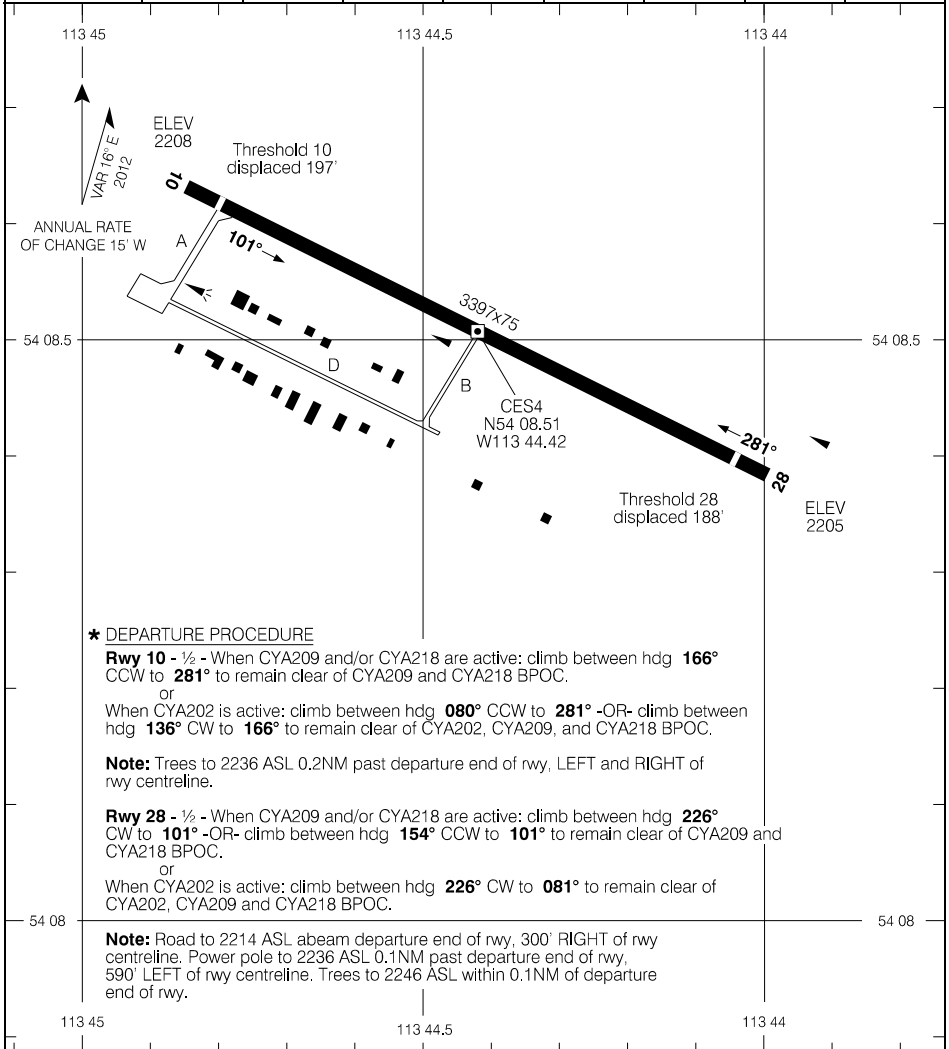 113 45
113 44.5
113 44
VAR 16° E
2012
ANNUAL RATE
OF CHANGE 15' W
ELEV
2208
10
Threshold 10
displaced 197'
A
101°
3397x75
54 08.5
54 08.5
D
B
CES4
N54 08.51
W113 44.42
281°
28
Threshold 28
displaced 188'
ELEV
2205
* DEPARTURE PROCEDURE
Rwy 10 - ½ - When CYA209 and/or CYA218 are active: climb between hdg 166°
CCW to 281° to remain clear of CYA209 and CYA218 BPOC.
or
When CYA202 is active: climb between hdg 080° CCW to 281° -OR- climb between
hdg 136° CW to 166° to remain clear of CYA202, CYA209, and CYA218 BPOC.
Note: Trees to 2236 ASL 0.2NM past departure end of rwy, LEFT and RIGHT of
rwy centreline.
Rwy 28 - ½ - When CYA209 and/or CYA218 are active: climb between hdg 226°
CW to 101° -OR- climb between hdg 154° CCW to 101° to remain clear of CYA209 and
CYA218 BPOC.
or
When CYA202 is active: climb between hdg 226° CW to 081° to remain clear of
CYA202, CYA209 and CYA218 BPOC.
54 08
54 08
Note: Road to 2214 ASL abeam departure end of rwy, 300' RIGHT of rwy
centreline. Power pole to 2236 ASL 0.1NM past departure end of rwy,
590' LEFT of rwy centreline. Trees to 2246 ASL within 0.1NM of departure
end of rwy.
113 45
113 44.5
113 44